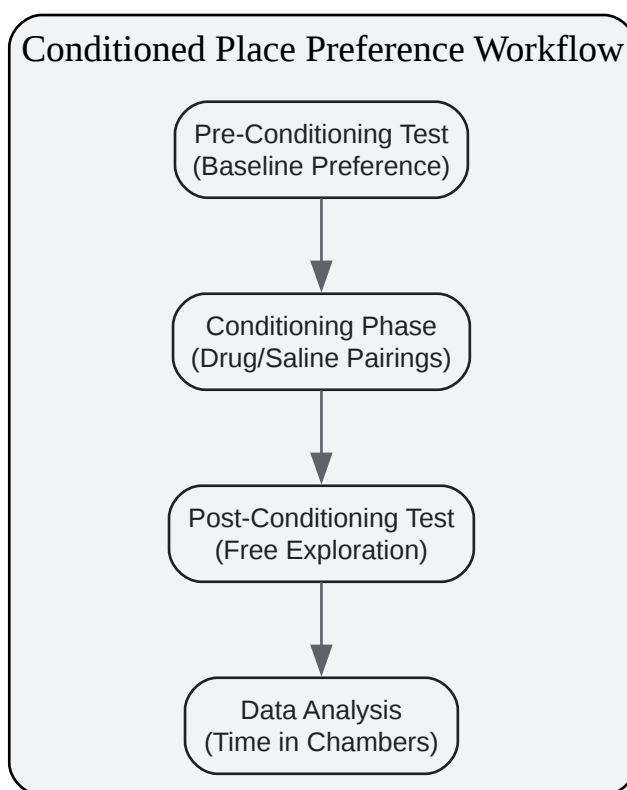 Conditioned Place Preference Workflow
Pre-Conditioning Test
(Baseline Preference)
Conditioning Phase
(Drug/Saline Pairings)
Post-Conditioning Test
(Free Exploration)
Data Analysis
(Time in Chambers)